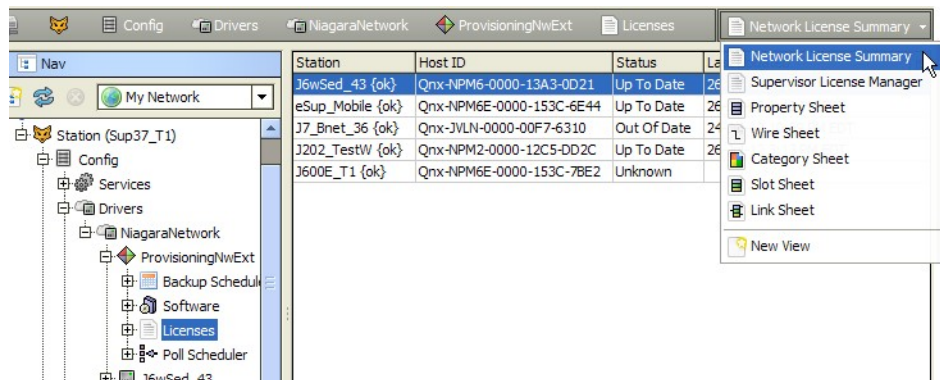 Config Drivers NiagaraNetwork ProvisioningNwExt Licenses Network License Summary
Nav
My Network
Station (Sup37_T1)
Config
Services
Drivers
NiagaraNetwork
ProvisioningNwExt
Backup Schedul
Software
Licenses
Poll Scheduler
J6wSed_43
Station Host ID Status La
J6wSed_43 {ok} Qnx-NPM6-0000-13A3-0D21 Up To Date 26
eSup_Mobile {ok} Qnx-NPM6E-0000-153C-6E44 Up To Date 26
J7_Bnet_36 {ok} Qnx-JVLN-0000-00F7-6310 Out Of Date 24
J202_TestW {ok} Qnx-NPM2-0000-12C5-DD2C Up To Date 26
J600E_T1 {ok} Qnx-NPM6E-0000-153C-7BE2 Unknown
Network License Summary
Supervisor License Manager
Property Sheet
Wire Sheet
Category Sheet
Slot Sheet
Link Sheet
New View